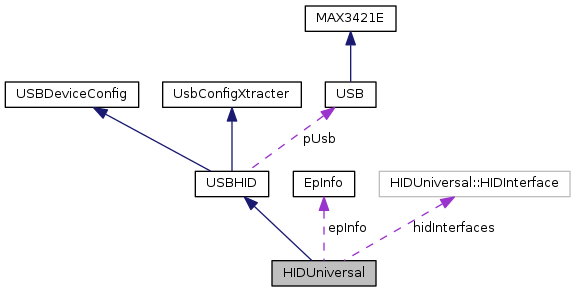 MAX3421E
USBDeviceConfig
UsbConfigXtracter
USB
pUsb
USBHID
EpInfo
HIDUniversal::HIDInterface
epInfo
hidInterfaces
HIDUniversal